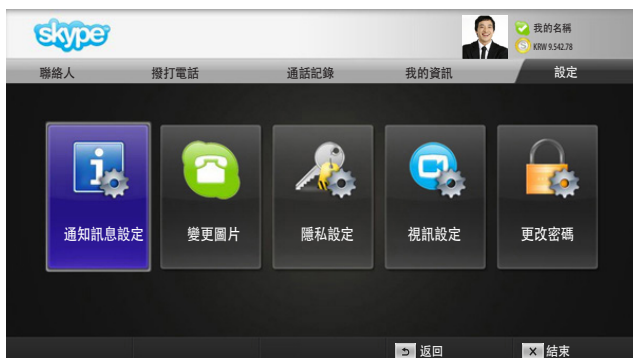 skype
我的名稱
KRW 9.542.78
聯絡人 撥打電話 通話記錄 我的資訊 設定
通知訊息設定 變更圖片 隱私設定 視訊設定 更改密碼
返回 X 結束